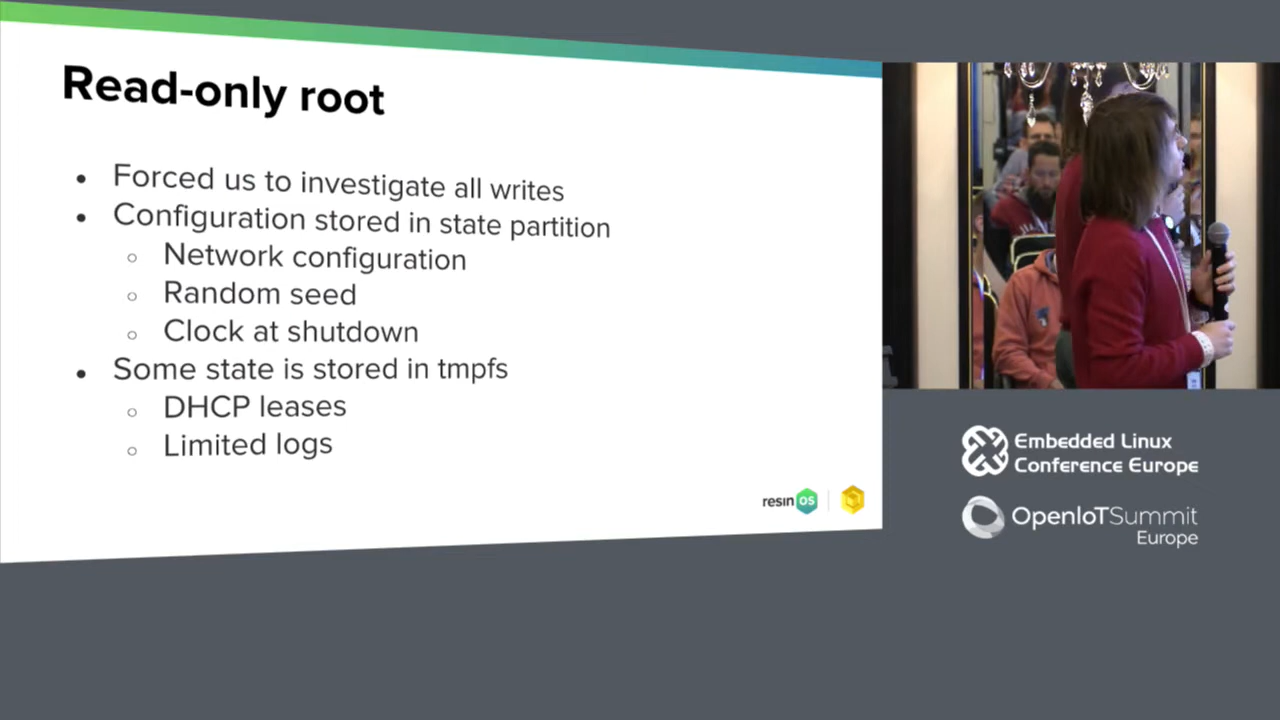 Read-only root
• Forced us to investigate all writes
• Configuration stored in state partition
○ Network configuration
○ Random seed
○ Clock at shutdown
• Some state is stored in tmpfs
○ DHCP leases
○ Limited logs
resin OS
Embedded Linux
Conference Europe
OpenIoTSummit
Europe